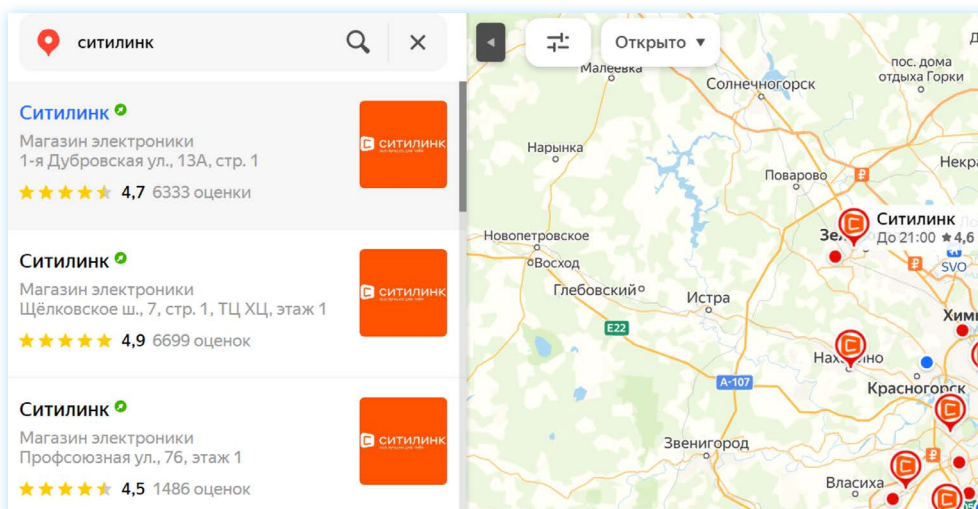 ситилинк
Ситилинк
Магазин электроники
1-я Дубровская ул., 13А, стр. 1
4,7 6333 оценки
СИТИЛИНК
Ситилинк
Магазин электроники
Щёлковское ш., 7, стр. 1, ТЦ ХЦ, этаж 1
4,9 6699 оценок
СИТИЛИНК
Ситилинк
Магазин электроники
Профсоюзная ул., 76, этаж 1
4,5 1486 оценок
СИТИЛИНК
Открыто
Малеевка
Солнечногорск
пос. дома
отдыха Горки
Нарынка
Поварово
Некра
Новопетровское
Восход
Ситилинк
До 21:00 4,6
Зел
SVO
Глебовский
Истра
Хим
E22
Нах
но
А-107
Красногорск
Звенигород
Власиха